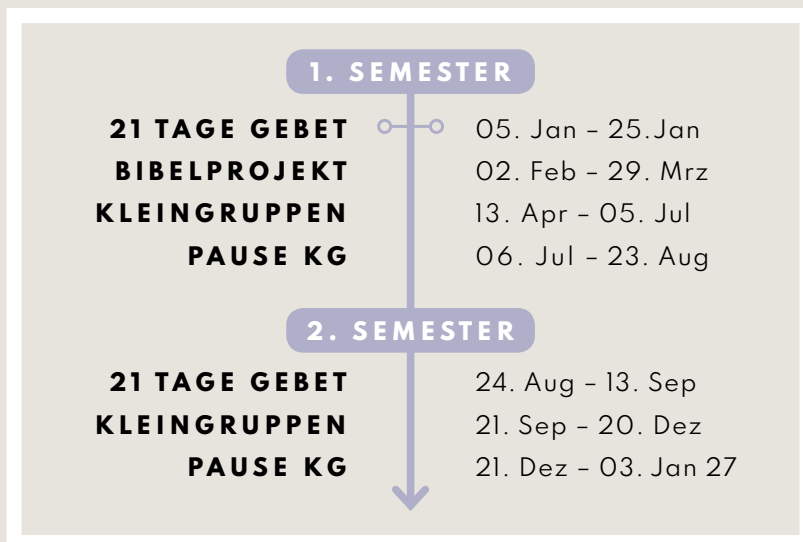 1. SEMESTER
21 TAGE GEBET 05. Jan – 25.Jan
BIBELPROJEKT 02. Feb – 29. Mrz
KLEINGRUPPEN 13. Apr – 05. Jul
PAUSE KG 06. Jul – 23. Aug
2. SEMESTER
21 TAGE GEBET 24. Aug – 13. Sep
KLEINGRUPPEN 21. Sep – 20. Dez
PAUSE KG 21. Dez – 03. Jan 27